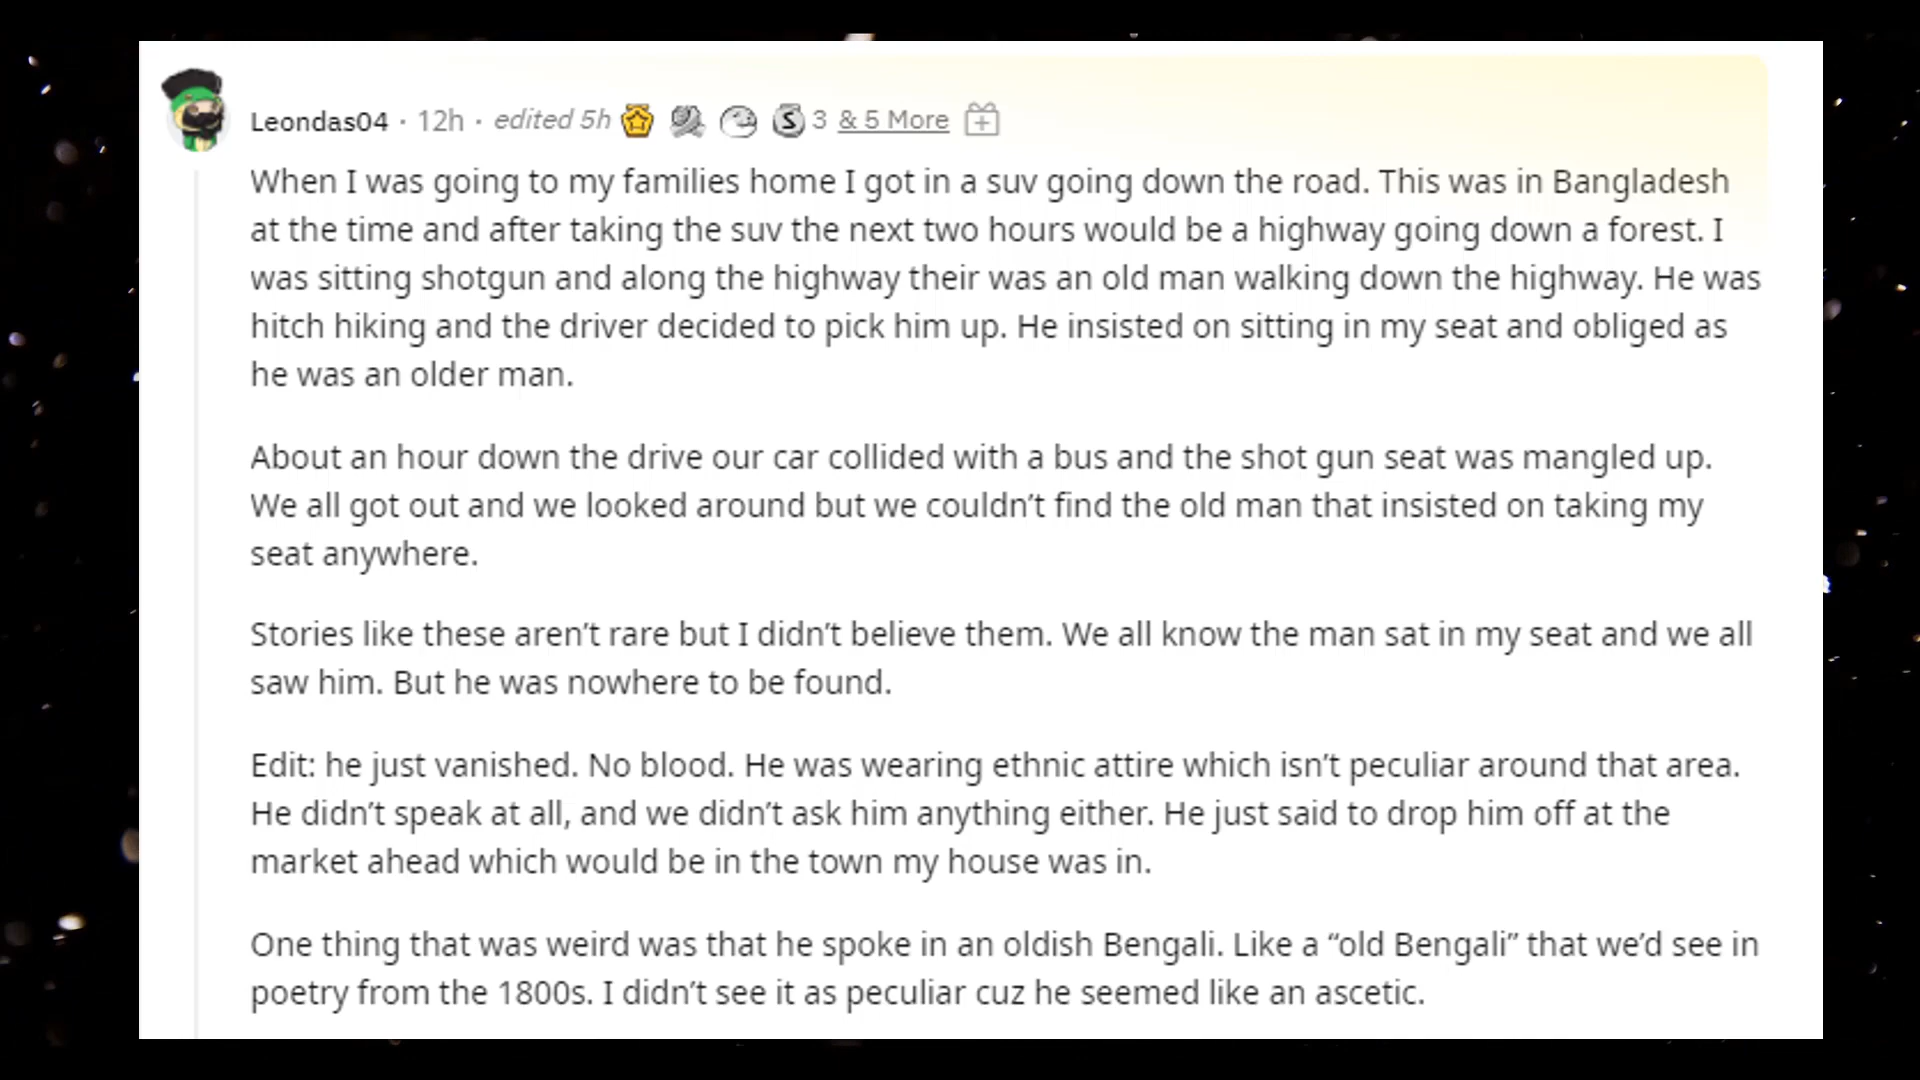 Leondas04 · 12h · edited 5h 3 & 5 More
When I was going to my families home I got in a suv going down the road. This was in Bangladesh
at the time and after taking the suv the next two hours would be a highway going down a forest. I
was sitting shotgun and along the highway their was an old man walking down the highway. He was
hitch hiking and the driver decided to pick him up. He insisted on sitting in my seat and obliged as
he was an older man.
About an hour down the drive our car collided with a bus and the shot gun seat was mangled up.
We all got out and we looked around but we couldn’t find the old man that insisted on taking my
seat anywhere.
Stories like these aren’t rare but I didn’t believe them. We all know the man sat in my seat and we all
saw him. But he was nowhere to be found.
Edit: he just vanished. No blood. He was wearing ethnic attire which isn’t peculiar around that area.
He didn’t speak at all, and we didn’t ask him anything either. He just said to drop him off at the
market ahead which would be in the town my house was in.
One thing that was weird was that he spoke in an oldish Bengali. Like a “old Bengali” that we’d see in
poetry from the 1800s. I didn’t see it as peculiar cuz he seemed like an ascetic.